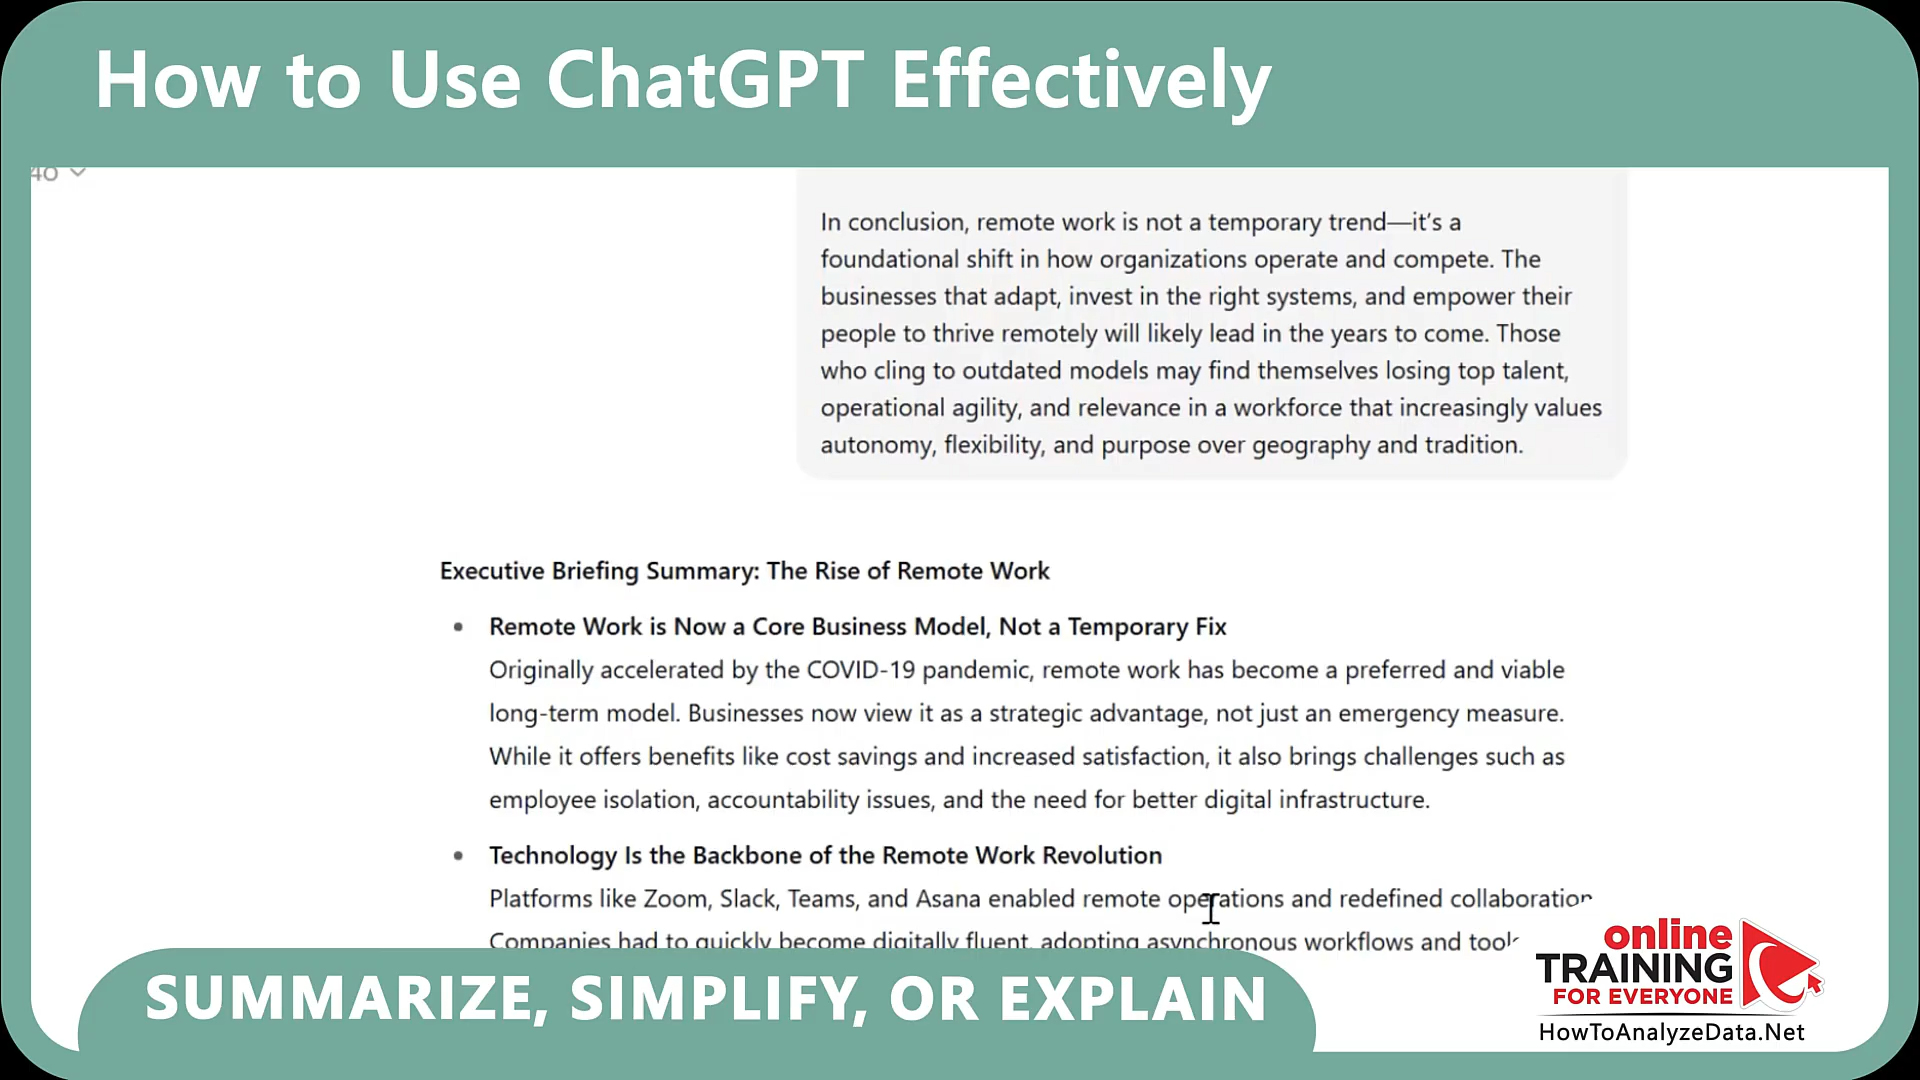 How to Use ChatGPT Effectively
4o
In conclusion, remote work is not a temporary trend—it's a
foundational shift in how organizations operate and compete. The
businesses that adapt, invest in the right systems, and empower their
people to thrive remotely will likely lead in the years to come. Those
who cling to outdated models may find themselves losing top talent,
operational agility, and relevance in a workforce that increasingly values
autonomy, flexibility, and purpose over geography and tradition.
Executive Briefing Summary: The Rise of Remote Work
• Remote Work is Now a Core Business Model, Not a Temporary Fix
Originally accelerated by the COVID-19 pandemic, remote work has become a preferred and viable
long-term model. Businesses now view it as a strategic advantage, not just an emergency measure.
While it offers benefits like cost savings and increased satisfaction, it also brings challenges such as
employee isolation, accountability issues, and the need for better digital infrastructure.
• Technology Is the Backbone of the Remote Work Revolution
Platforms like Zoom, Slack, Teams, and Asana enabled remote operations and redefined collaboration
Companies had to quickly become digitally fluent, adopting asynchronous workflows and tools
SUMMARIZE, SIMPLIFY, OR EXPLAIN
online
TRAINING
FOR EVERYONE
HowToAnalyzeData.Net